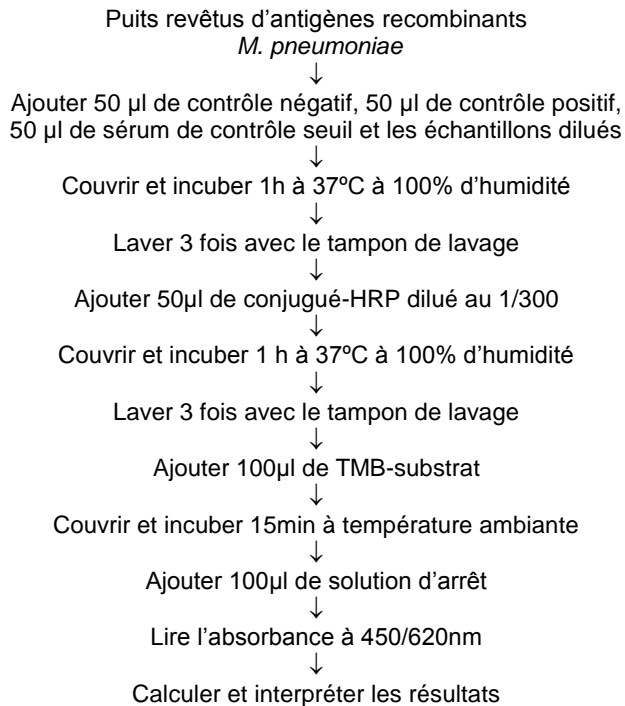 Puits revêtus d’antigènes recombinants
M. pneumoniae
↓
Ajouter 50 µl de contrôle négatif, 50 µl de contrôle positif,
50 µl de sérum de contrôle seuil et les échantillons dilués
↓
Couvrir et incuber 1h à 37ºC à 100% d’humidité
↓
Laver 3 fois avec le tampon de lavage
↓
Ajouter 50µl de conjugué-HRP dilué au 1/300
↓
Couvrir et incuber 1 h à 37ºC à 100% d’humidité
↓
Laver 3 fois avec le tampon de lavage
↓
Ajouter 100µl de TMB-substrat
↓
Couvrir et incuber 15min à température ambiante
↓
Ajouter 100µl de solution d’arrêt
↓
Lire l’absorbance à 450/620nm
↓
Calculer et interpréter les résultats